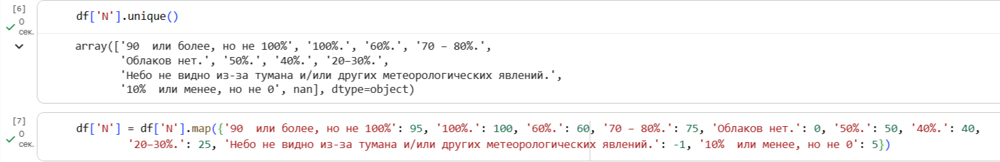 [6]
0
сек.
df['N'].unique()
array(['90  или более, но не 100%', '100%.', '60%.', '70 – 80%.',
'Облаков нет.', '50%.', '40%.', '20–30%.',
'Небо не видно из-за тумана и/или других метеорологических явлений.',
'10%  или менее, но не 0', nan], dtype=object)
[7]
0
сек.
df['N'] = df['N'].map({'90  или более, но не 100%': 95, '100%.': 100, '60%.': 60, '70 – 80%.': 75, 'Облаков нет.': 0, '50%.': 50, '40%.': 40,
'20–30%.': 25, 'Небо не видно из-за тумана и/или других метеорологических явлений.': -1, '10%  или менее, но не 0': 5})